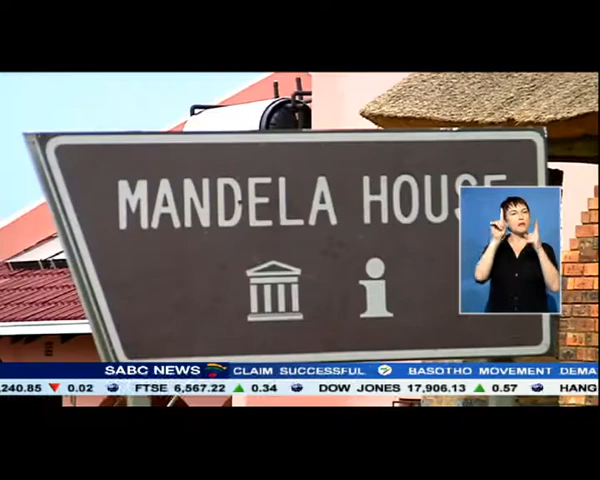 MANDELA HOUSE
i
SABC NEWS CLAIM SUCCESSFUL BASOTHO MOVEMENT DEMA
,240.85 0.02 FTSE 6,567.22 0.34 DOW JONES 17,906.13 0.57 HANG